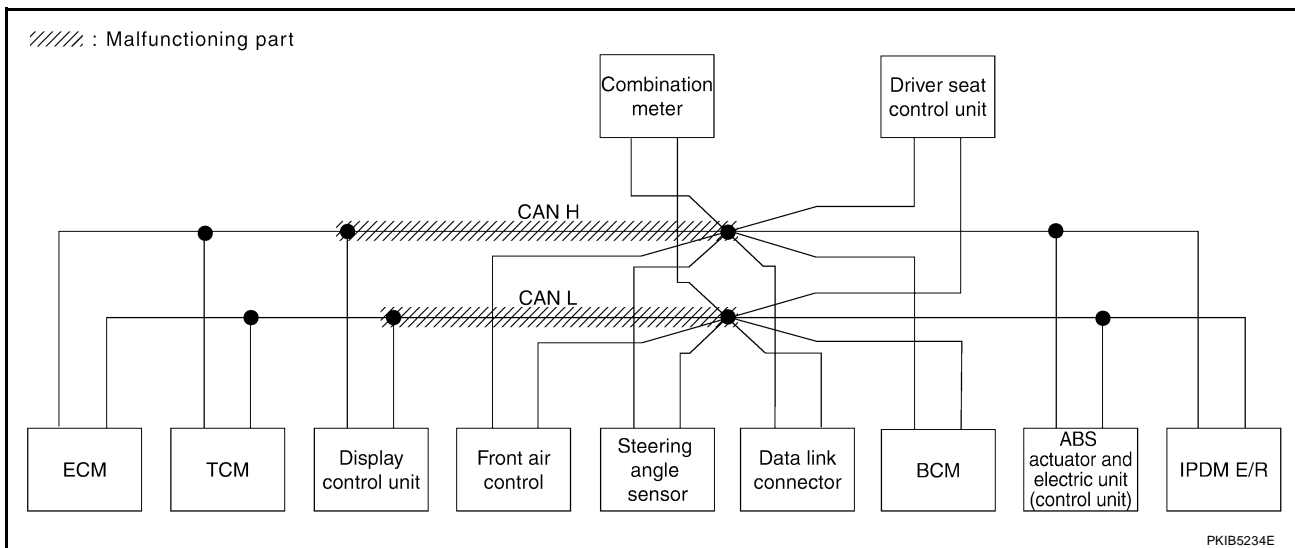 : Malfunctioning part
Combination
meter
Driver seat
control unit
CAN H
CAN L
ECM
TCM
Display
control unit
Front air
control
Steering
angle
sensor
Data link
connector
BCM
ABS
actuator and
electric unit
(control unit)
IPDM E/R
PKIB5234E